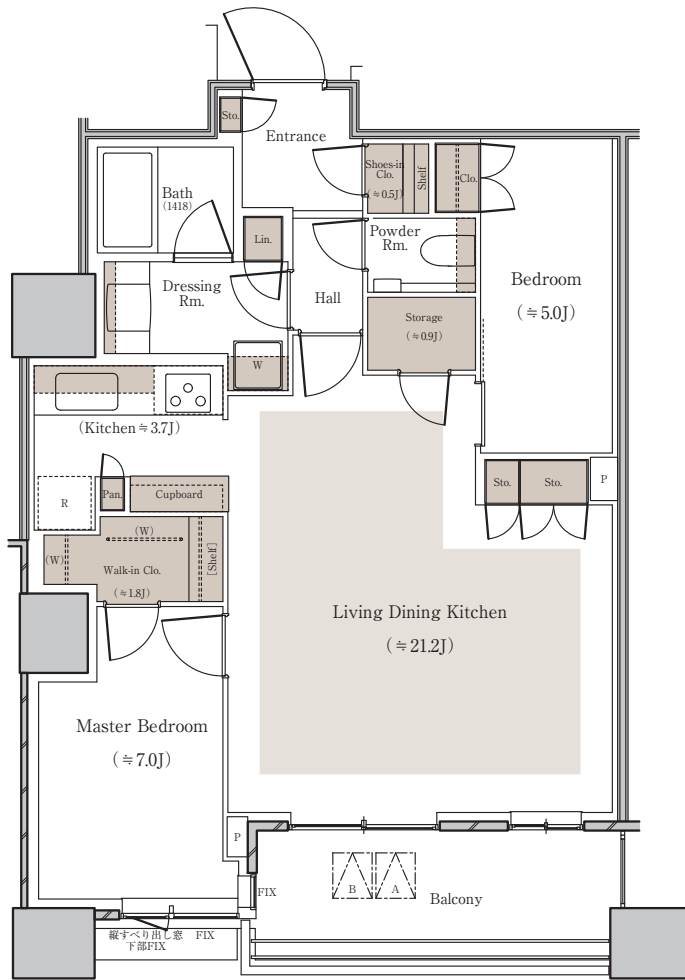 Sto.
Entrance
Shoes-in
Clo.
(≒0.5J)
Shelf
Clo.
Bath
(1418)
Lin.
Powder
Rm.
Dressing
Rm.
Hall
Bedroom
(≒5.0J)
Storage
(≒0.9J)
W
(Kitchen≒3.7J)
R
Pan.
Cupboard
Sto.
Sto.
P
(W)
(W)
Walk-in Clo.
(≒1.8J)
[Shelf]
Living Dining Kitchen
(≒21.2J)
Master Bedroom
(≒7.0J)
P
B
A
Balcony
FIX
縦すべり出し窓 FIX
下部FIX